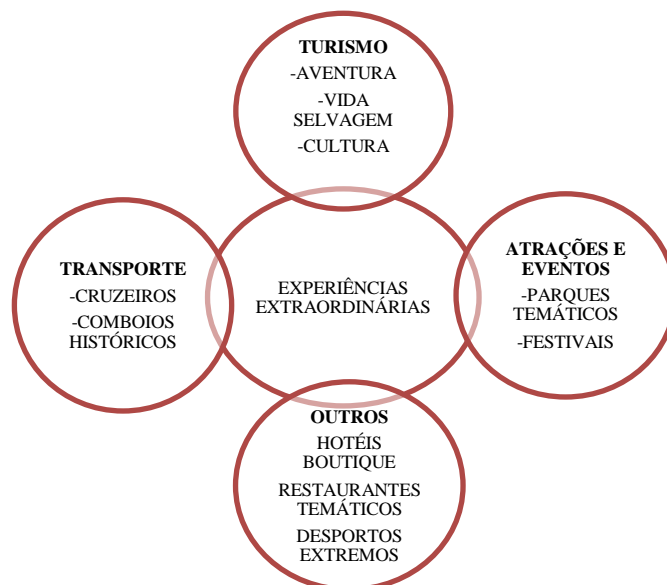 TURISMO
-AVENTURA
-VIDA
SELVAGEM
-CULTURA
TRANSPORTE
-CRUZEIROS
-COMBOIOS
HISTÓRICOS
EXPERIÊNCIAS
EXTRAORDINÁRIAS
ATRAÇÕES E
EVENTOS
-PARQUES
TEMÁTICOS
-FESTIVAIS
OUTROS
HOTÉIS
BOUTIQUE
RESTAURANTES
TEMÁTICOS
DESPORTOS
EXTREMOS